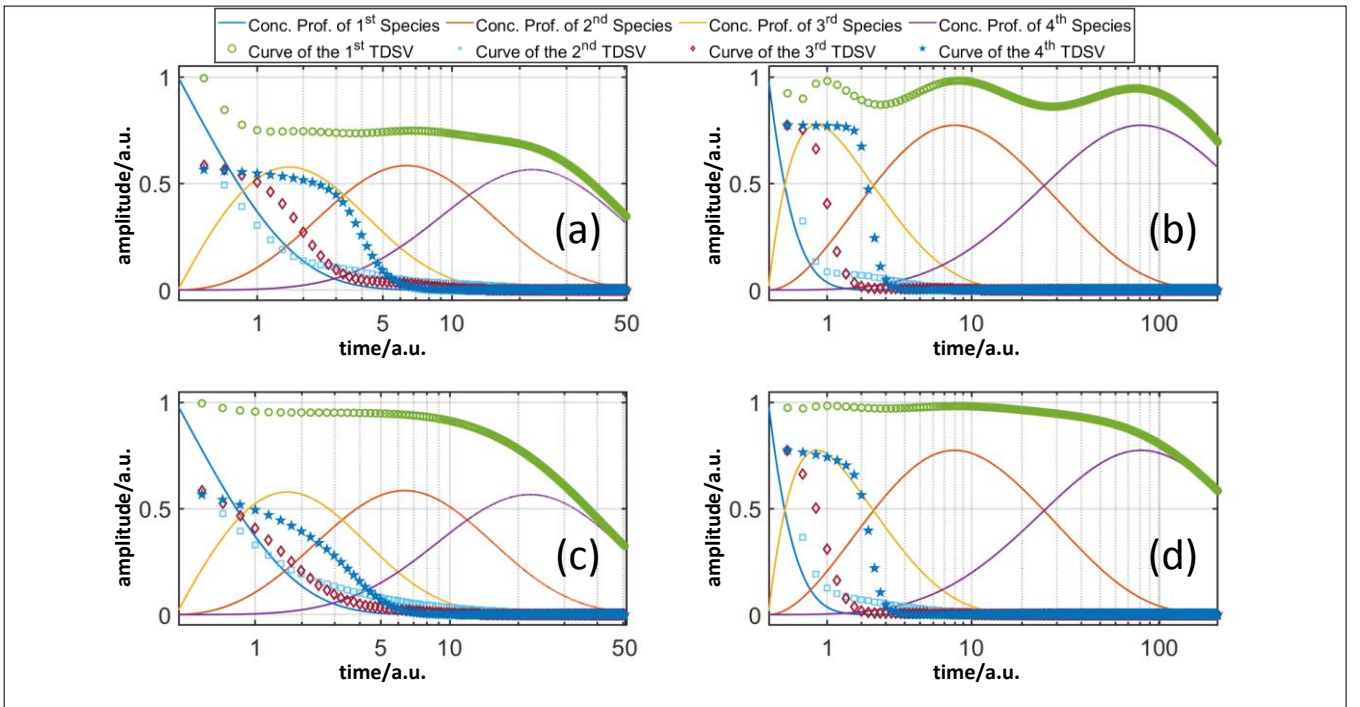 Conc. Prof. of 1st Species Conc. Prof. of 2nd Species Conc. Prof. of 3rd Species Conc. Prof. of 4th Species
Curve of the 1st TDSV Curve of the 2nd TDSV Curve of the 3rd TDSV Curve of the 4th TDSV
amplitude/a.u.
1
0.5
0
(a)
1 5 10 50
time/a.u.
amplitude/a.u.
1
0.5
0
(b)
1 10 100
time/a.u.
amplitude/a.u.
1
0.5
0
(c)
1 5 10 50
time/a.u.
amplitude/a.u.
1
0.5
0
(d)
1 10 100
time/a.u.